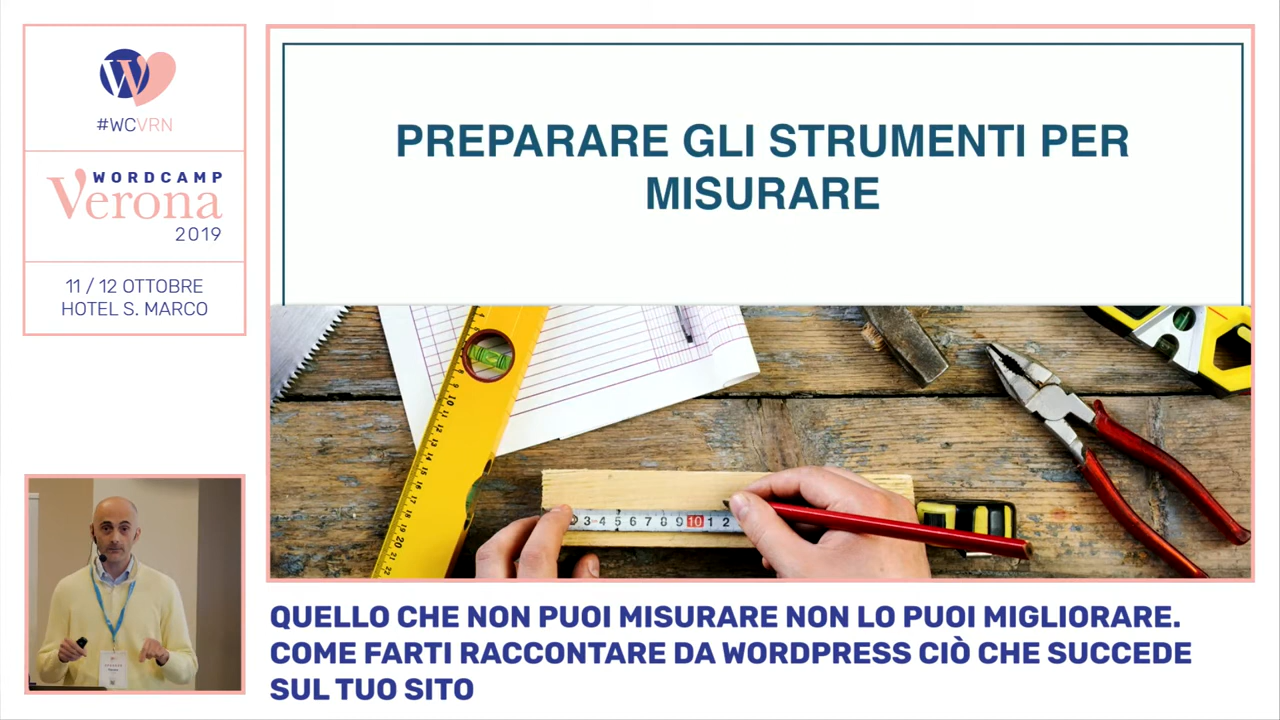 #WCVRN
WORDCAMP
Verona
2019
11 / 12 OTTOBRE
HOTEL S. MARCO
PREPARARE GLI STRUMENTI PER
MISURARE
QUELLO CHE NON PUOI MISURARE NON LO PUOI MIGLIORARE.
COME FARTI RACCONTARE DA WORDPRESS CIÒ CHE SUCCEDE
SUL TUO SITO